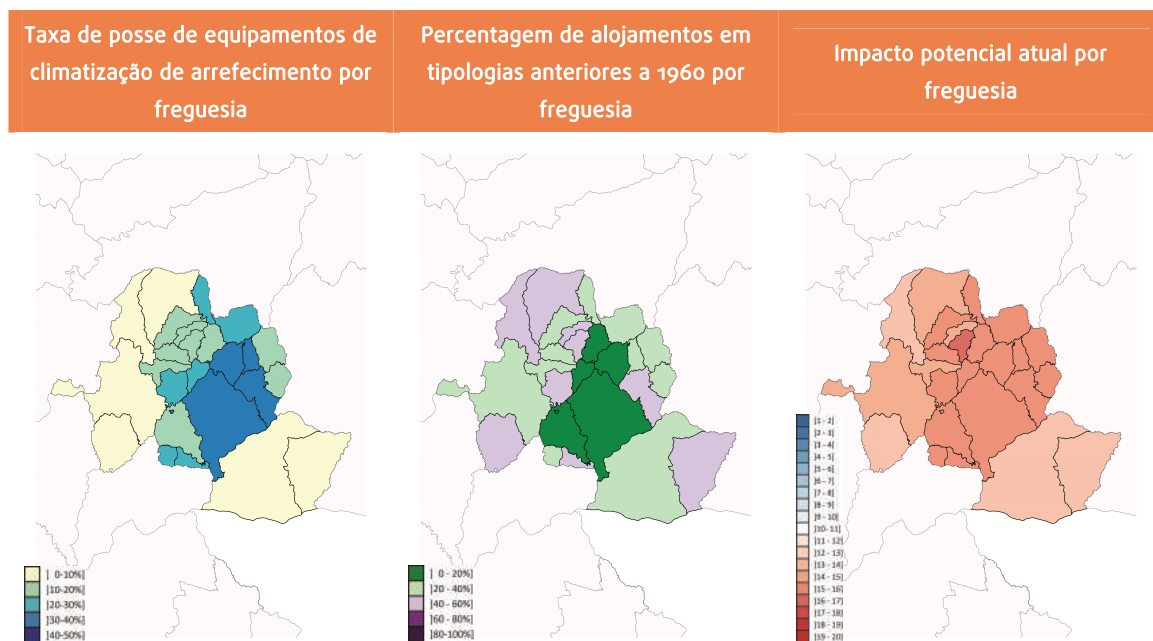 Taxa de posse de equipamentos de
climatização de arrefecimento por
freguesia
Percentagem de alojamentos em
tipologias anteriores a 1960 por
freguesia
Impacto potencial atual por
freguesia
] 0-10%]
]10-20%]
]20-30%]
]30-40%]
]40-50%]
] 0 - 20%]
]20 - 40%]
]40 - 60%]
]60 - 80%]
]80-100%]
]1 - 2]
]2 - 3]
]3 - 4]
]4 - 5]
]5 - 6]
]6 - 7]
]7 - 8]
]8 - 9]
]9 - 10]
]10 - 11]
]11 - 12]
]12 - 13]
]13 - 14]
]14 - 15]
]15 - 16]
]16 - 17]
]17 - 18]
]18 - 19]
]19 - 20]